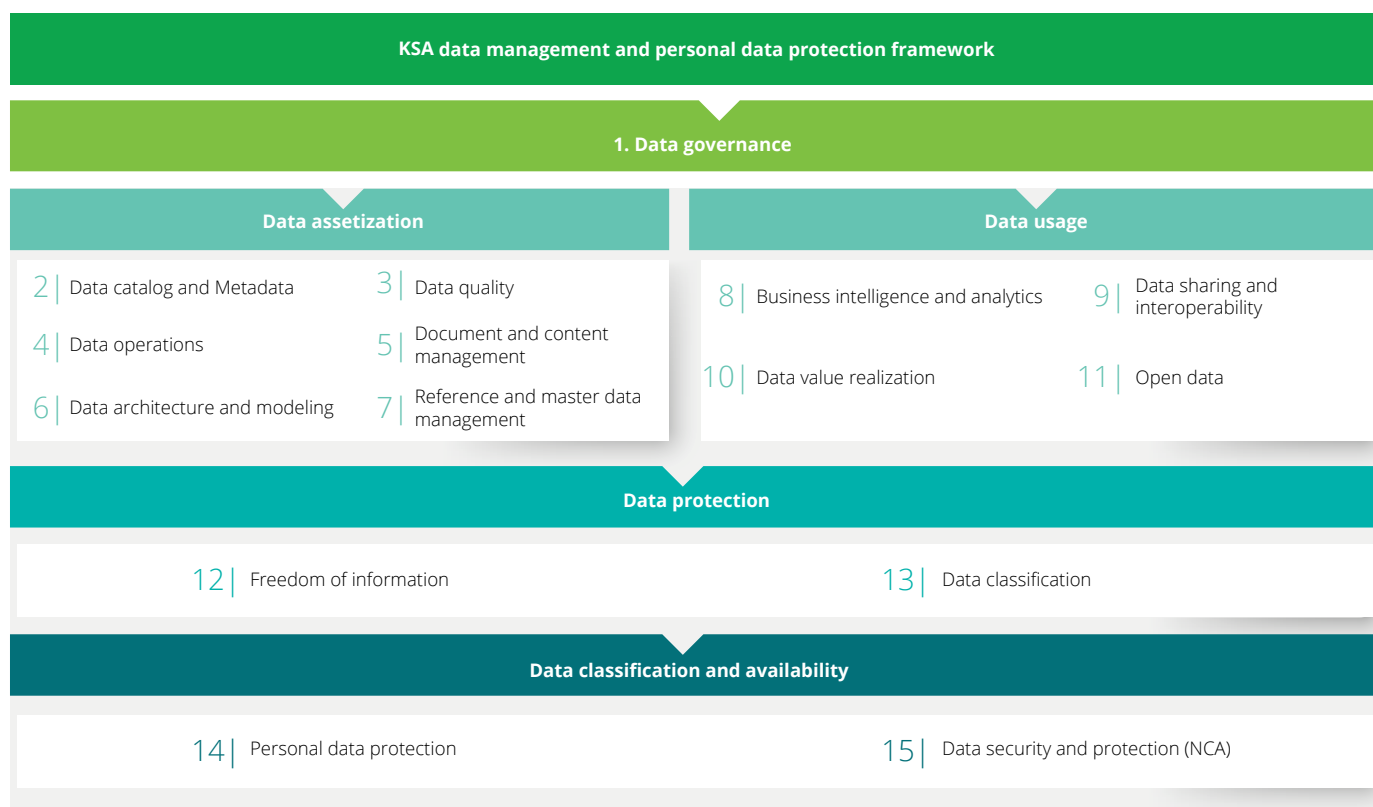 KSA data management and personal data protection framework
1. Data governance
Data assetization
2| Data catalog and Metadata
3| Data quality
4| Data operations
5| Document and content
management
6| Data architecture and modeling
7| Reference and master data
management
Data usage
8| Business intelligence and analytics
9| Data sharing and
interoperability
10| Data value realization
11| Open data
Data protection
12| Freedom of information
13| Data classification
Data classification and availability
14| Personal data protection
15| Data security and protection (NCA)